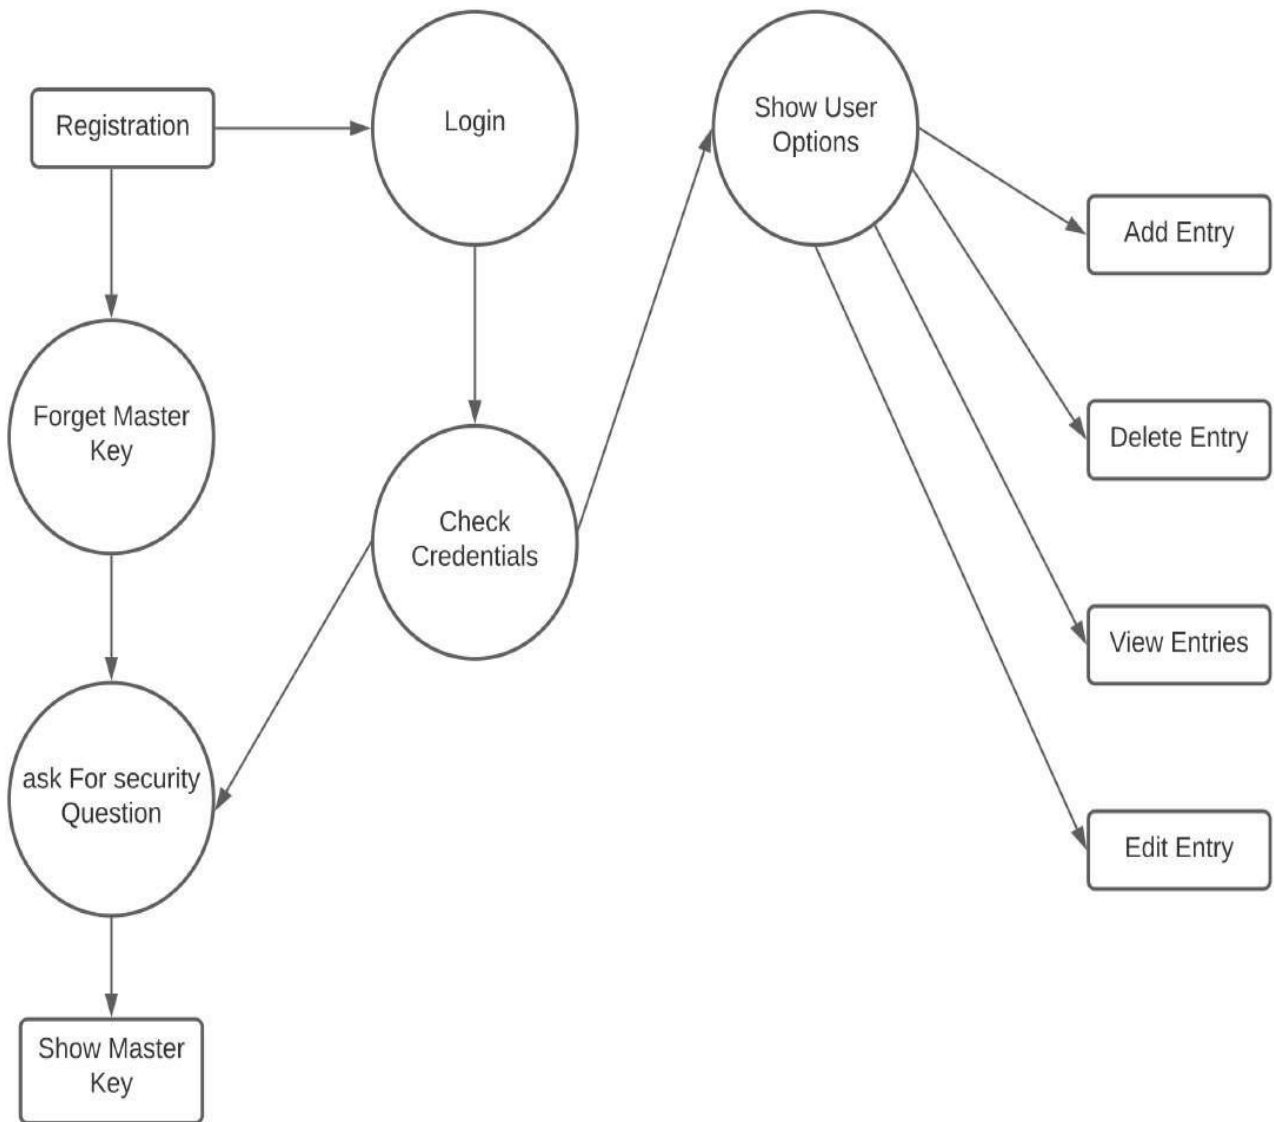 Registration
Login
Show User
Options
Add Entry
Forget Master
Key
Check
Credentials
Delete Entry
View Entries
ask For security
Question
Edit Entry
Show Master
Key